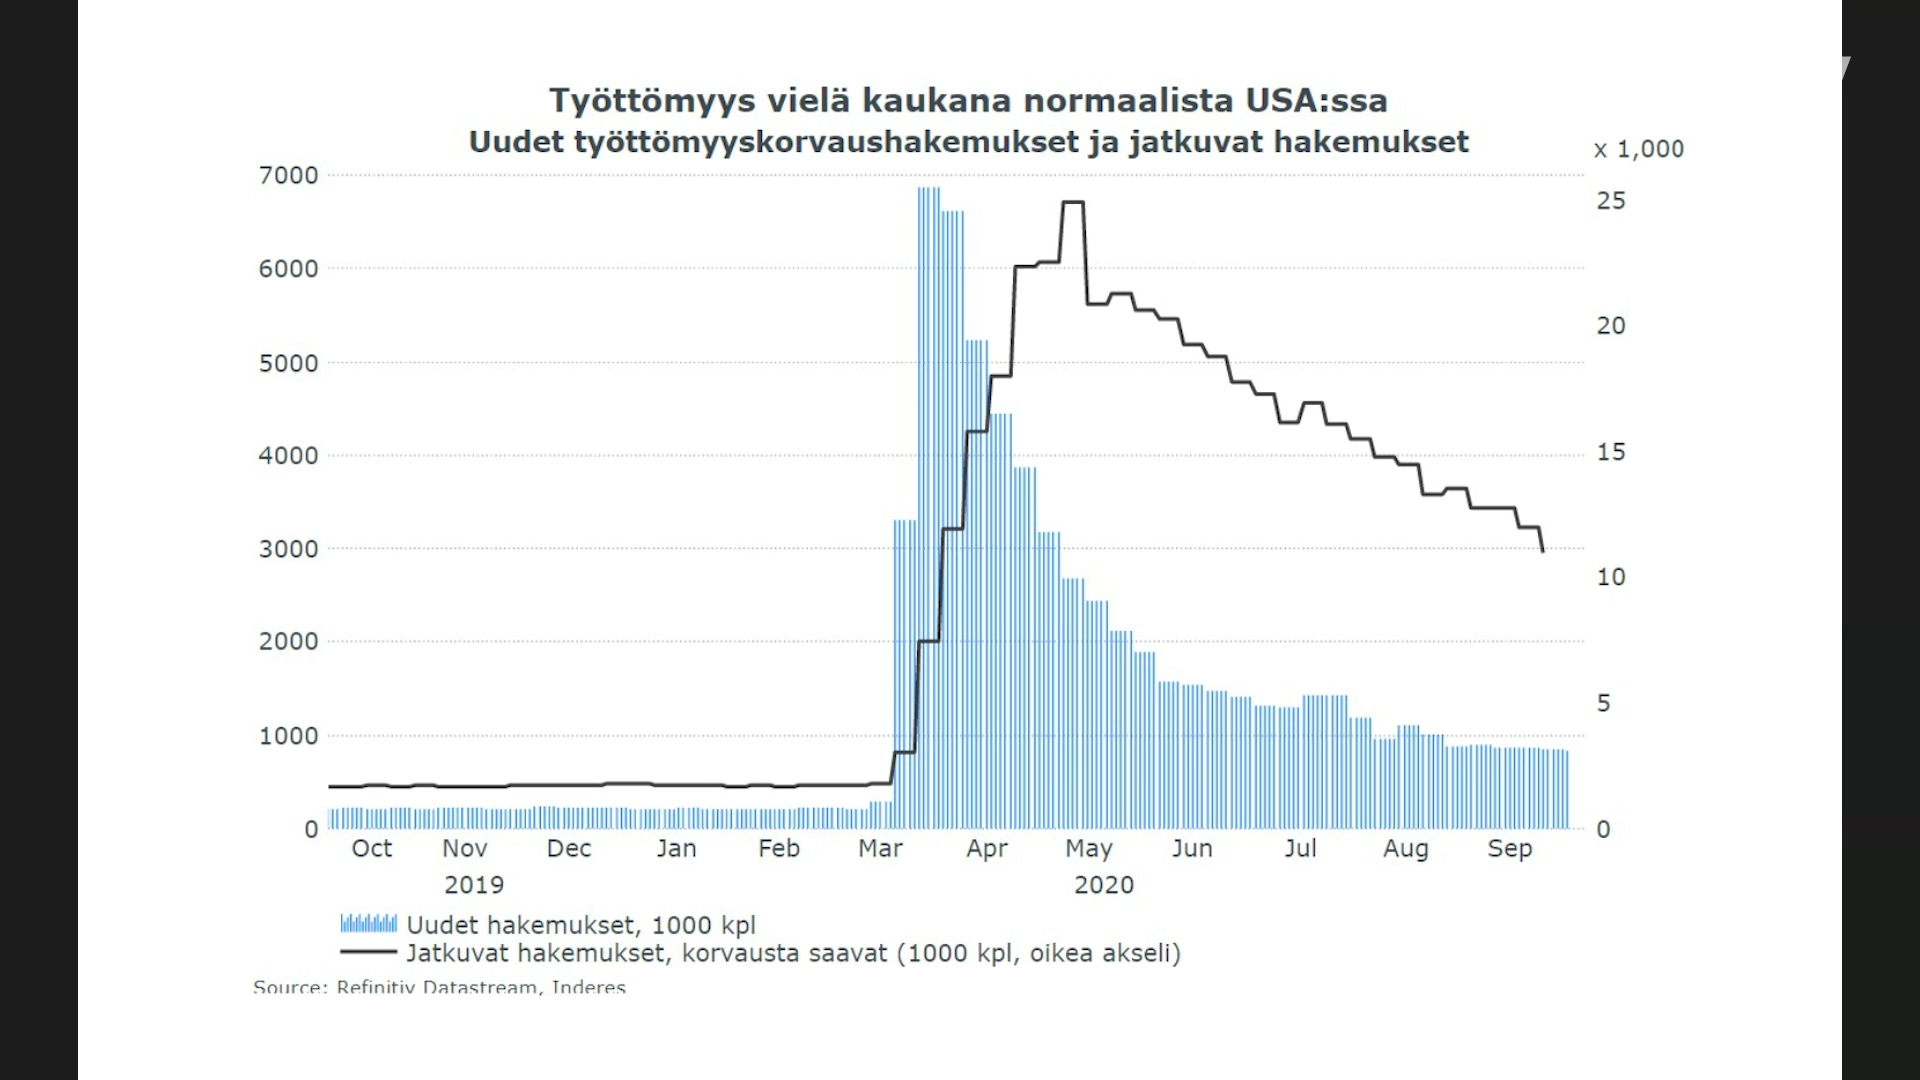 Työttömyys vielä kaukana normaalista USA:ssa
Uudet työttömyyskorvaushakemukset ja jatkuvat hakemukset
x 1,000
7000
6000
5000
4000
3000
2000
1000
0
25
20
15
10
5
0
Oct Nov Dec Jan Feb Mar Apr May Jun Jul Aug Sep
2019 2020
Uudet hakemukset, 1000 kpl
Jatkuvat hakemukset, korvausta saavat (1000 kpl, oikea akseli)
Source: Refinitiv Datastream, Inderes